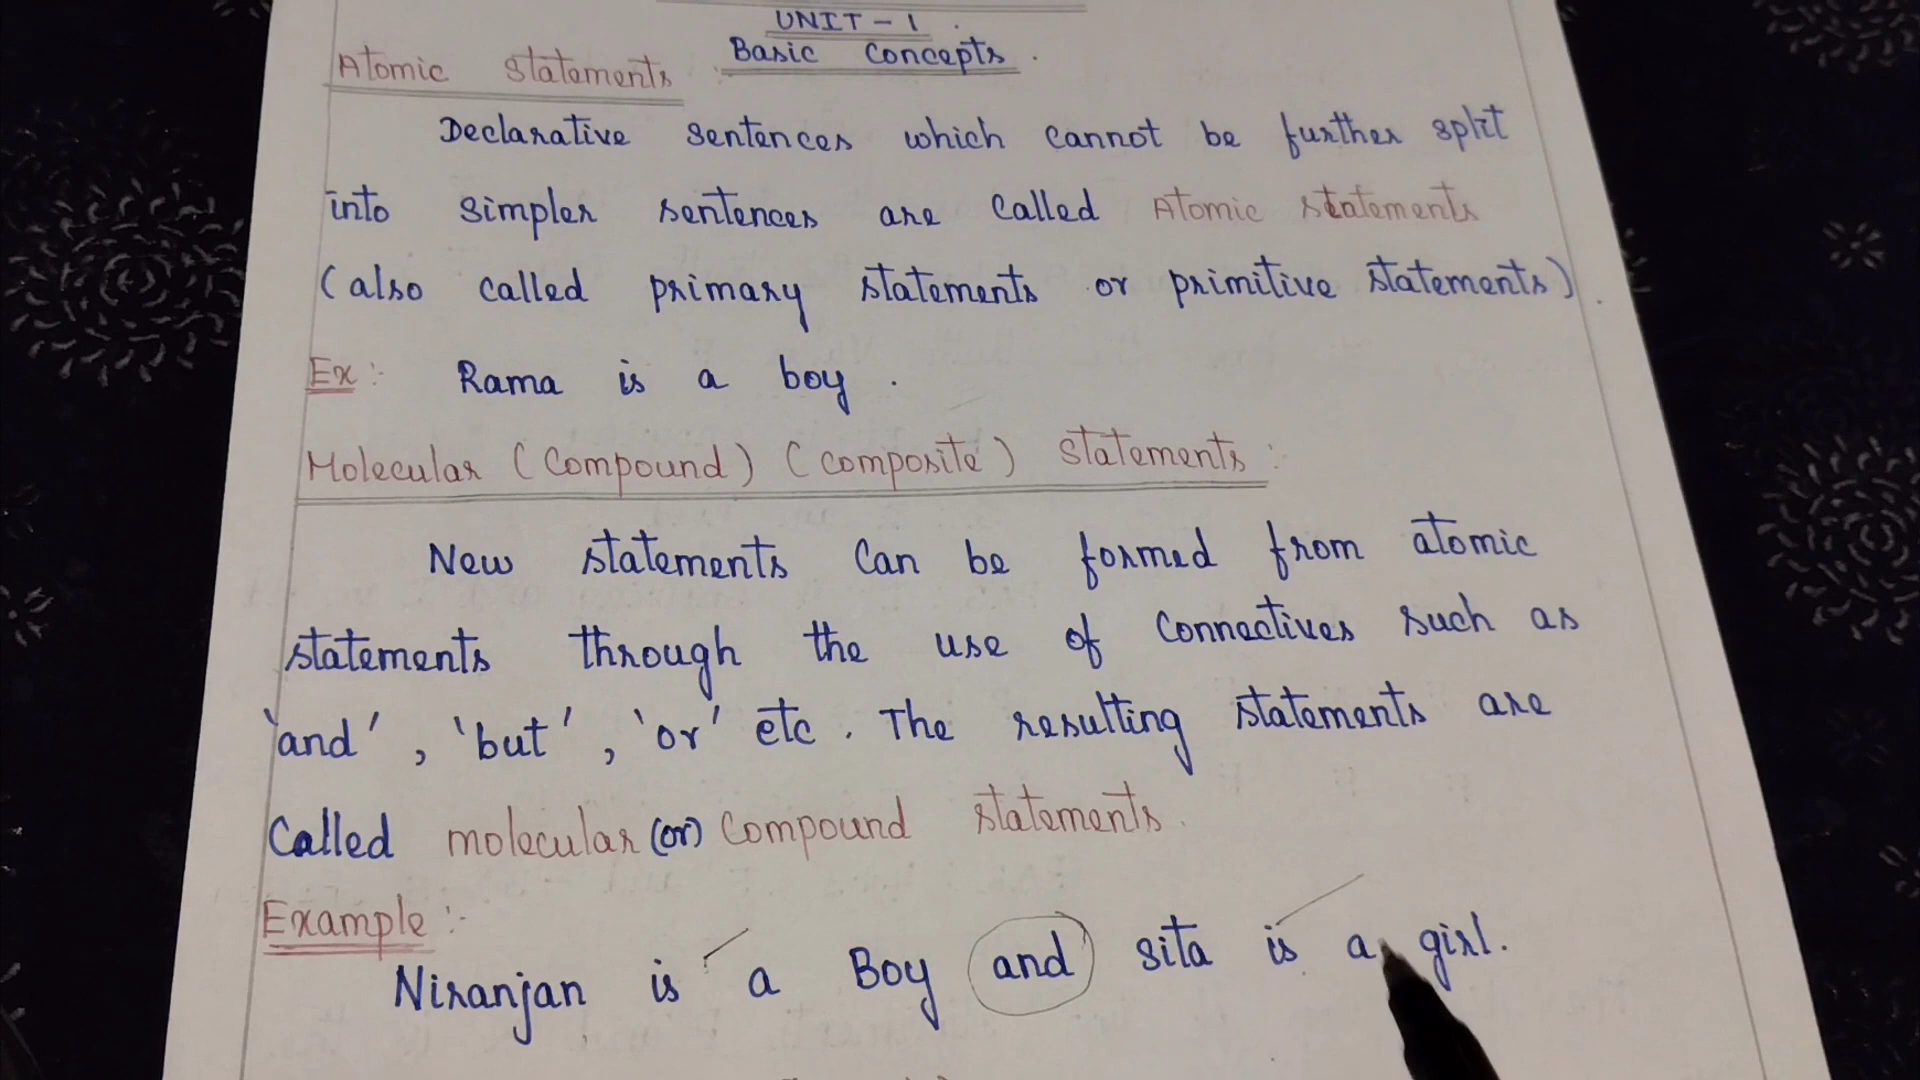 UNIT - 1
Basic Concepts.
Atomic statements
Declarative sentences which cannot be further split
into simpler sentences are called Atomic statements
(also called primary statements or primitive statements).
Ex:- Rama is a boy.
Molecular (Compound) (composite) statements:
New statements can be formed from atomic
statements through the use of connectives such as
'and', 'but', 'or' etc. The resulting statements are
called molecular (or) compound statements.
Example:-
Niranjan is a Boy and sita is a girl.